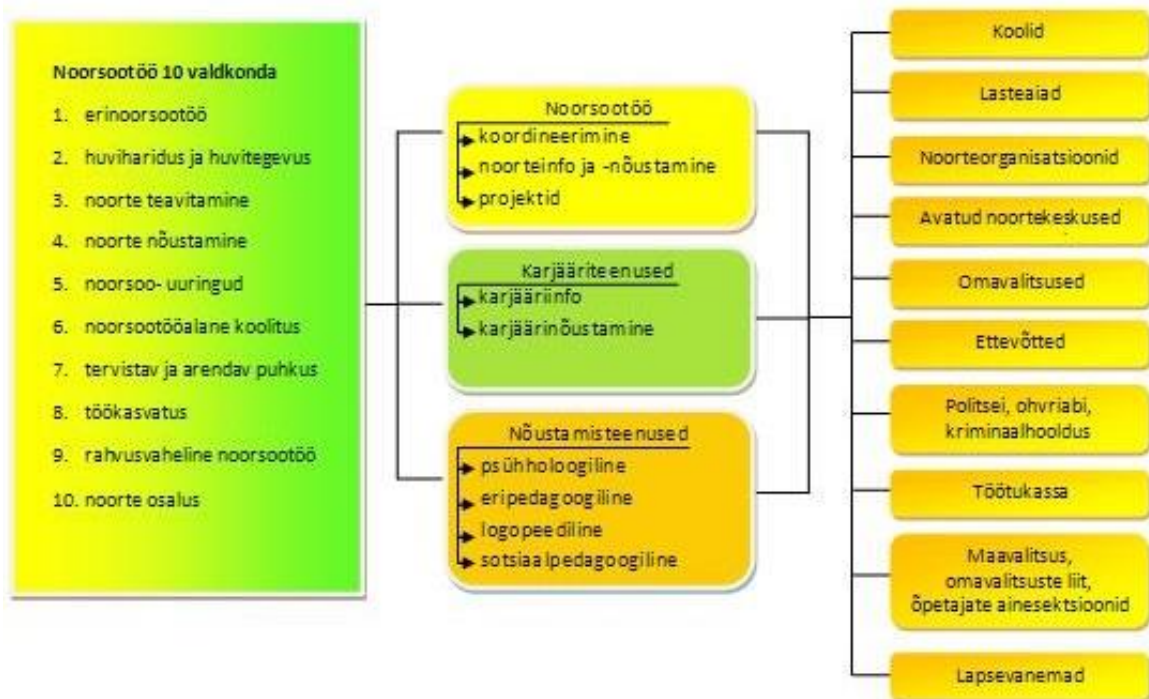 Noorsootöö 10 valdkonda
1. erinoorsootöö
2. huviharidus ja huvitegevus
3. noorte teavitamine
4. noorte nõustamine
5. noorsoo- uuringud
6. noorsootööalane koolitus
7. tervistav ja arendav puhkus
8. töökasvatus
9. rahvusvaheline noorsootöö
10. noorte osalus
Noorsootöö
koordineerimine
noorteinfo ja -nõustamine
projektid
Karjääriteenused
karjääriinfo
karjäärinõustamine
Nõustamisteenused
psühholoogiline
eripedagoogiline
logopeediline
sotsiaalpedagoogiline
Koolid
Lasteaiad
Noorteorganisatsioonid
Avatud noortekeskused
Omavalitsused
Ettevõtted
Politsei, ohvriabi,
kriminaalhooldus
Töötukassa
Maavalitsus,
omavalitsuste liit,
õpetajate ainesektsioonid
Lapsevanemad